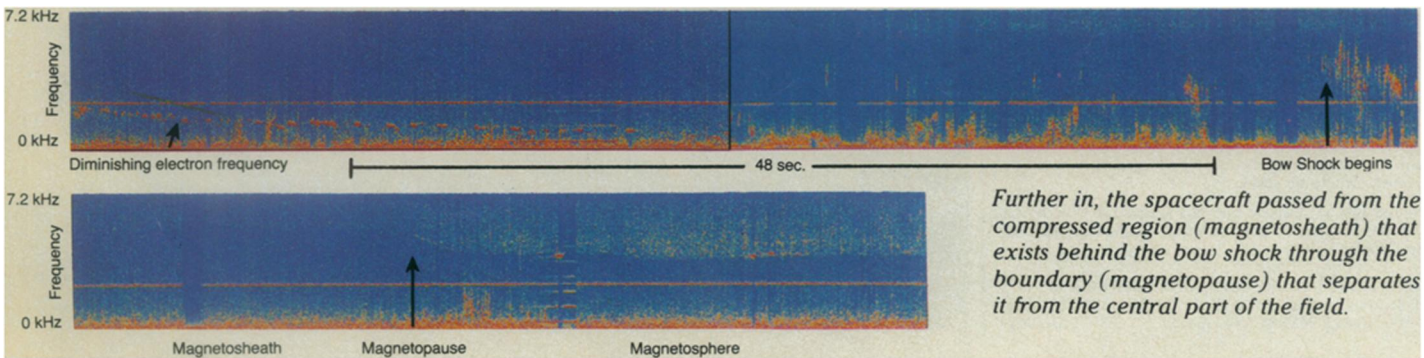 7.2 kHz
Frequency
0 kHz
Diminishing electron frequency
48 sec.
Bow Shock begins
7.2 kHz
Frequency
0 kHz
Magnetosheath
Magnetopause
Magnetosphere
Further in, the spacecraft passed from the
compressed region (magnetosheath) that
exists behind the bow shock through the
boundary (magnetopause) that separates
it from the central part of the field.